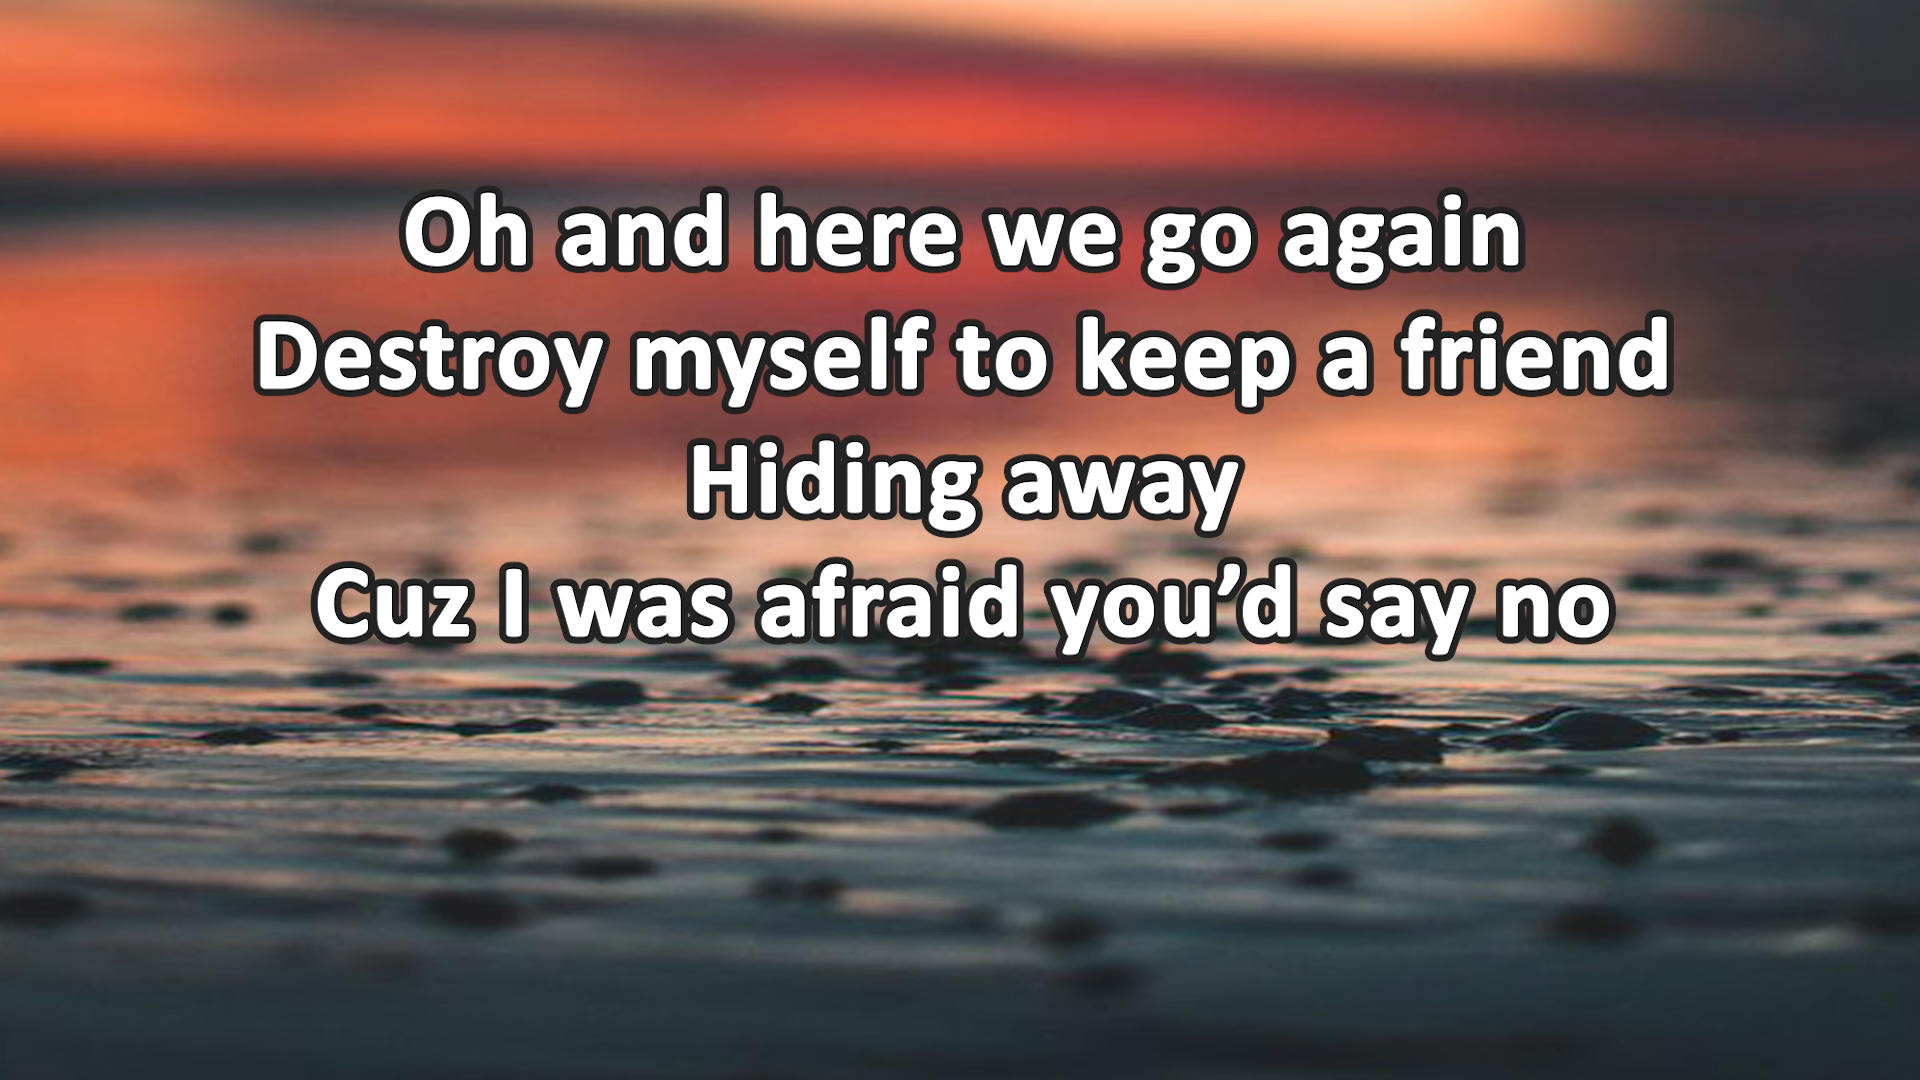 Oh and here we go again
Destroy myself to keep a friend
Hiding away
Cuz I was afraid you’d say no